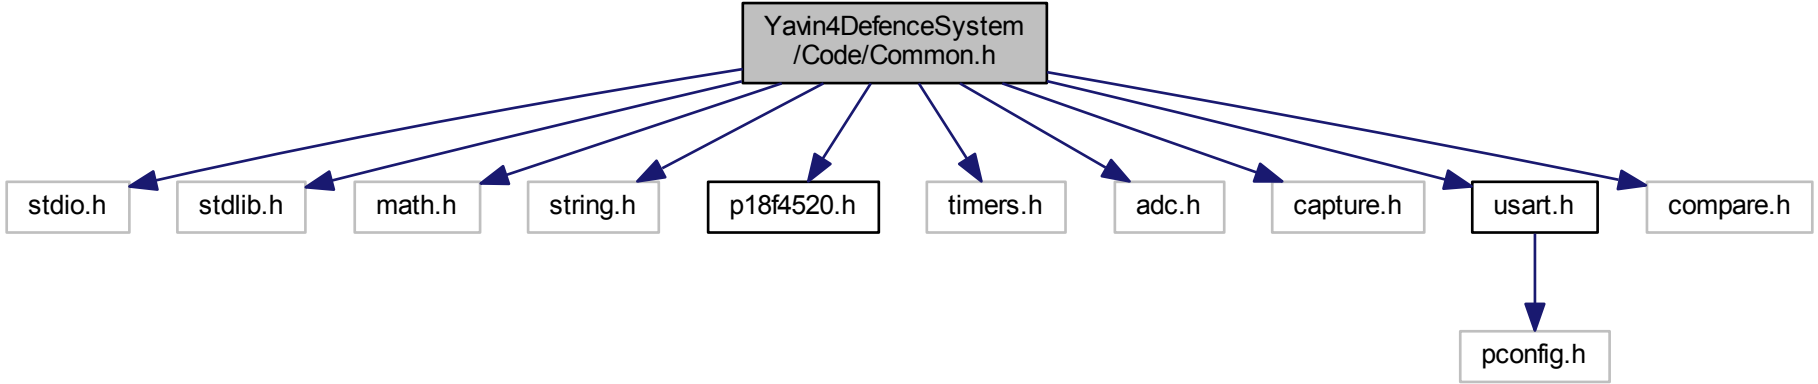 Yavin4DefenceSystem
/Code/Common.h
stdio.h
stdlib.h
math.h
string.h
p18f4520.h
timers.h
adc.h
capture.h
usart.h
compare.h
pconfig.h